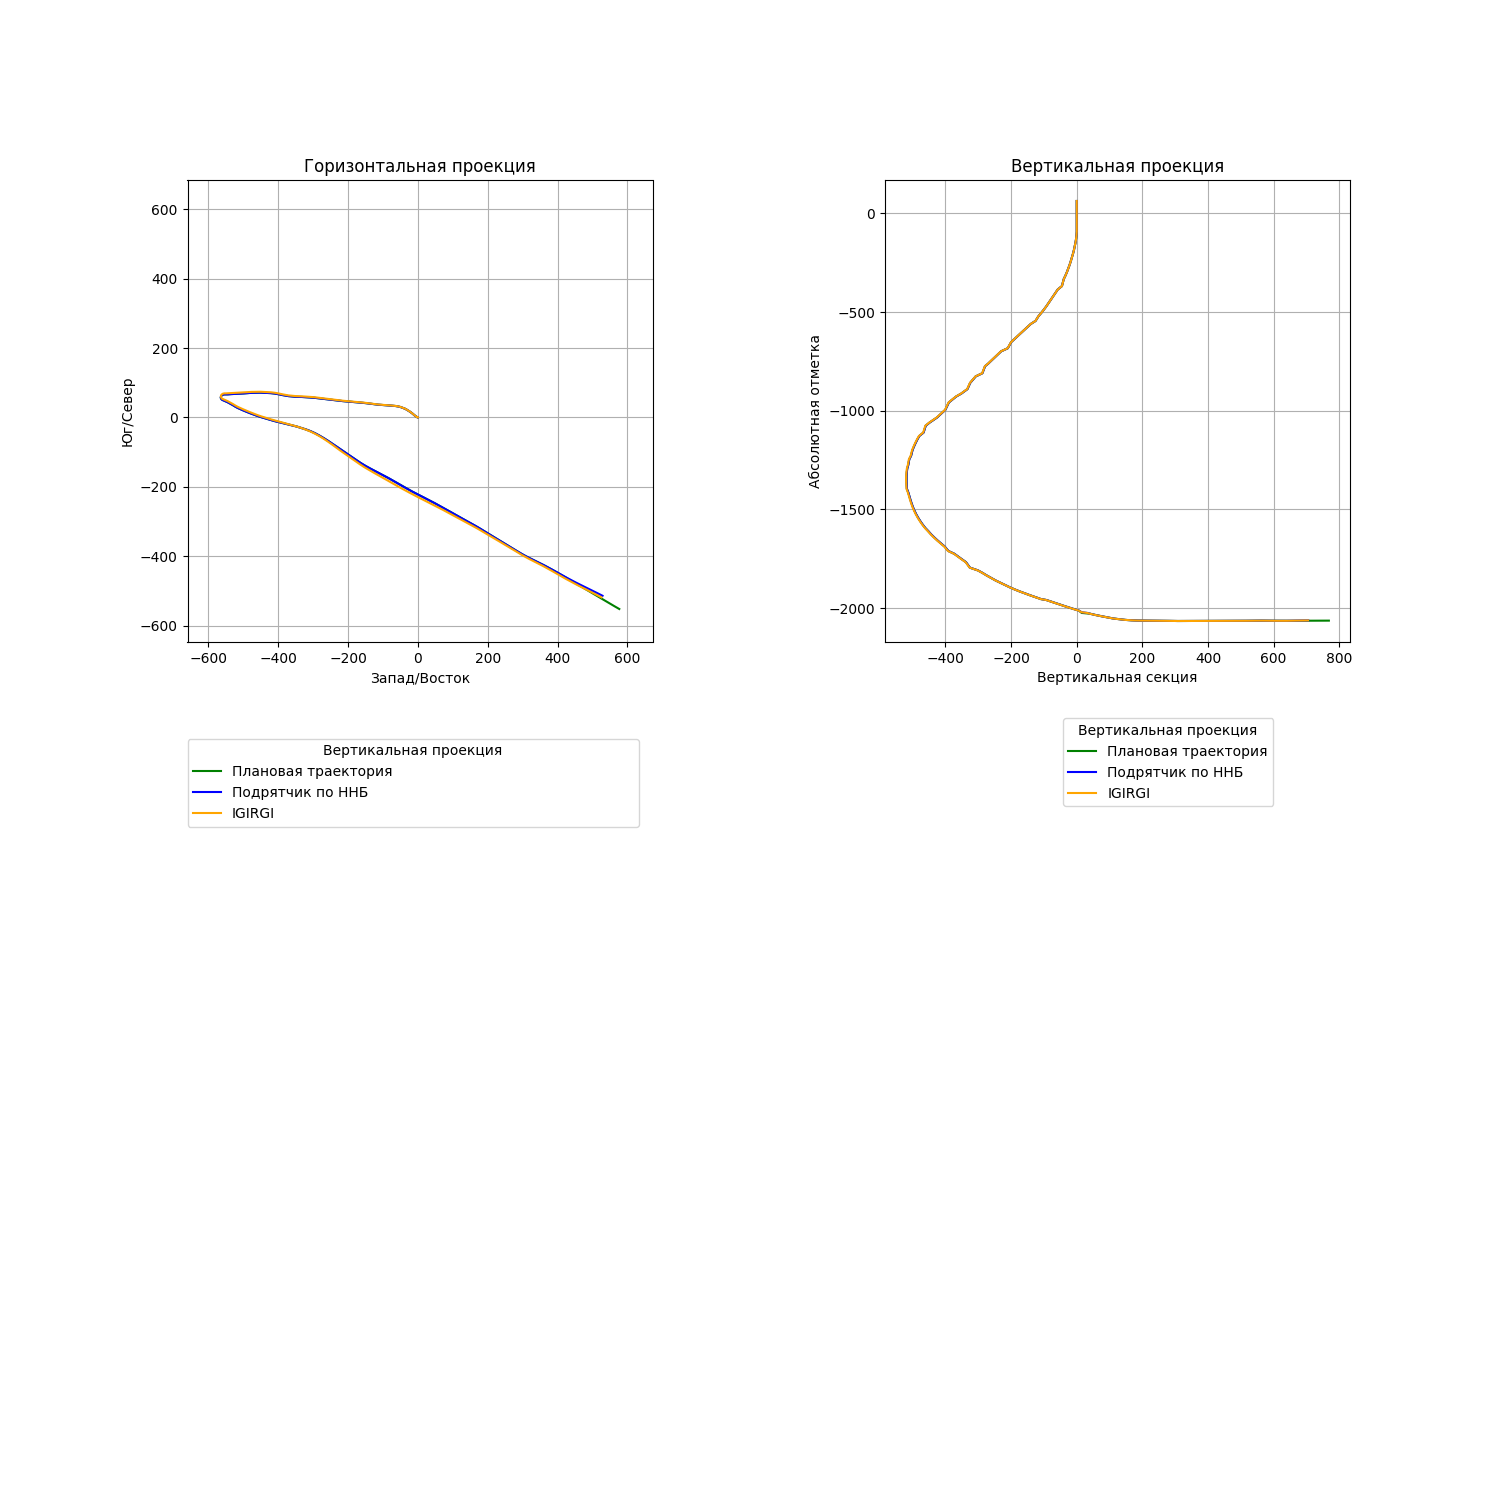 Горизонтальная проекция
600
400
200
0
−200
−400
−600
Юг/Север
−600 −400 −200 0 200 400 600
Запад/Восток
Вертикальная проекция
Плановая траектория
Подрятчик по ННБ
IGIRGI
Вертикальная проекция
0
−500
−1000
−1500
−2000
Абсолютная отметка
−400 −200 0 200 400 600 800
Вертикальная секция
Вертикальная проекция
Плановая траектория
Подрятчик по ННБ
IGIRGI